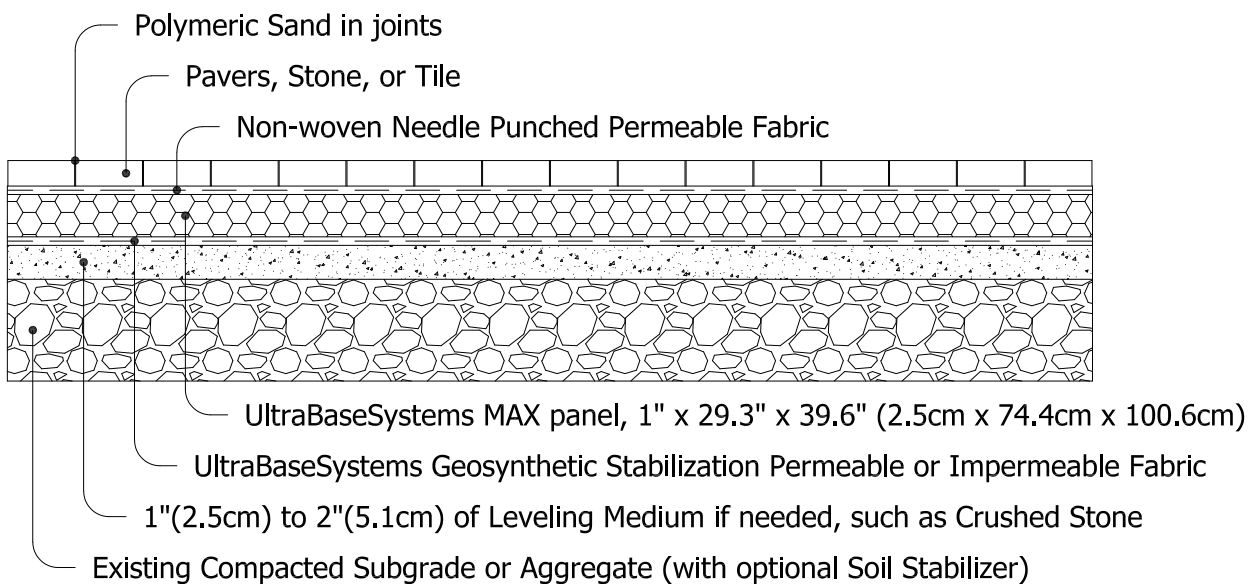 Polymeric Sand in joints
Pavers, Stone, or Tile
Non-woven Needle Punched Permeable Fabric
UltraBaseSystems MAX panel, 1" x 29.3" x 39.6" (2.5cm x 74.4cm x 100.6cm)
UltraBaseSystems Geosynthetic Stabilization Permeable or Impermeable Fabric
1"(2.5cm) to 2"(5.1cm) of Leveling Medium if needed, such as Crushed Stone
Existing Compacted Subgrade or Aggregate (with optional Soil Stabilizer)